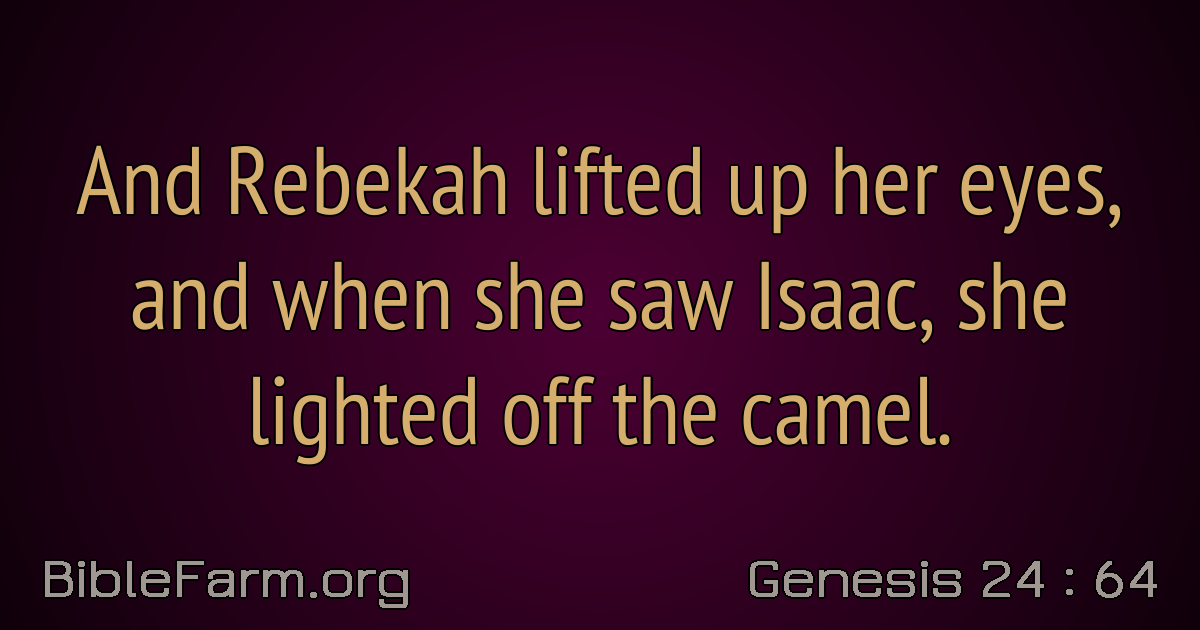 And Rebekah lifted up her eyes,
and when she saw Isaac, she
lighted off the camel.
BibleFarm.org
Genesis 24 : 64